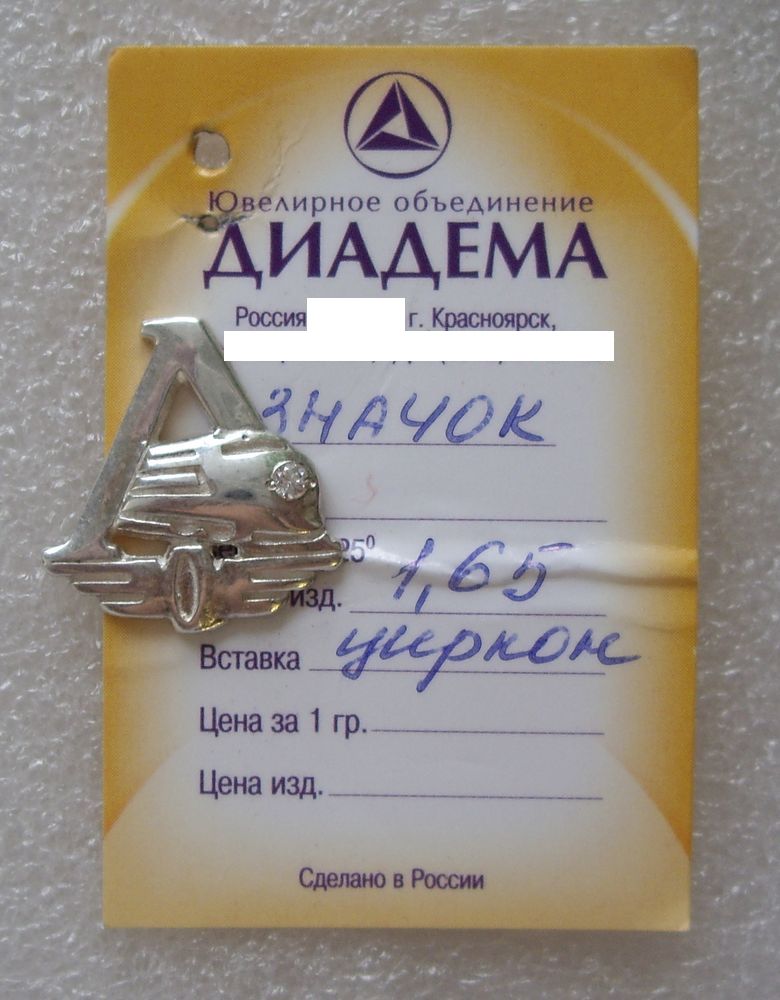 Ювелирное объединение
ДИАДЕМА
Россия г. Красноярск,
значок
25⁰
изд. 1,65
Вставка циркон
Цена за 1 гр.
Цена изд.
Сделано в России